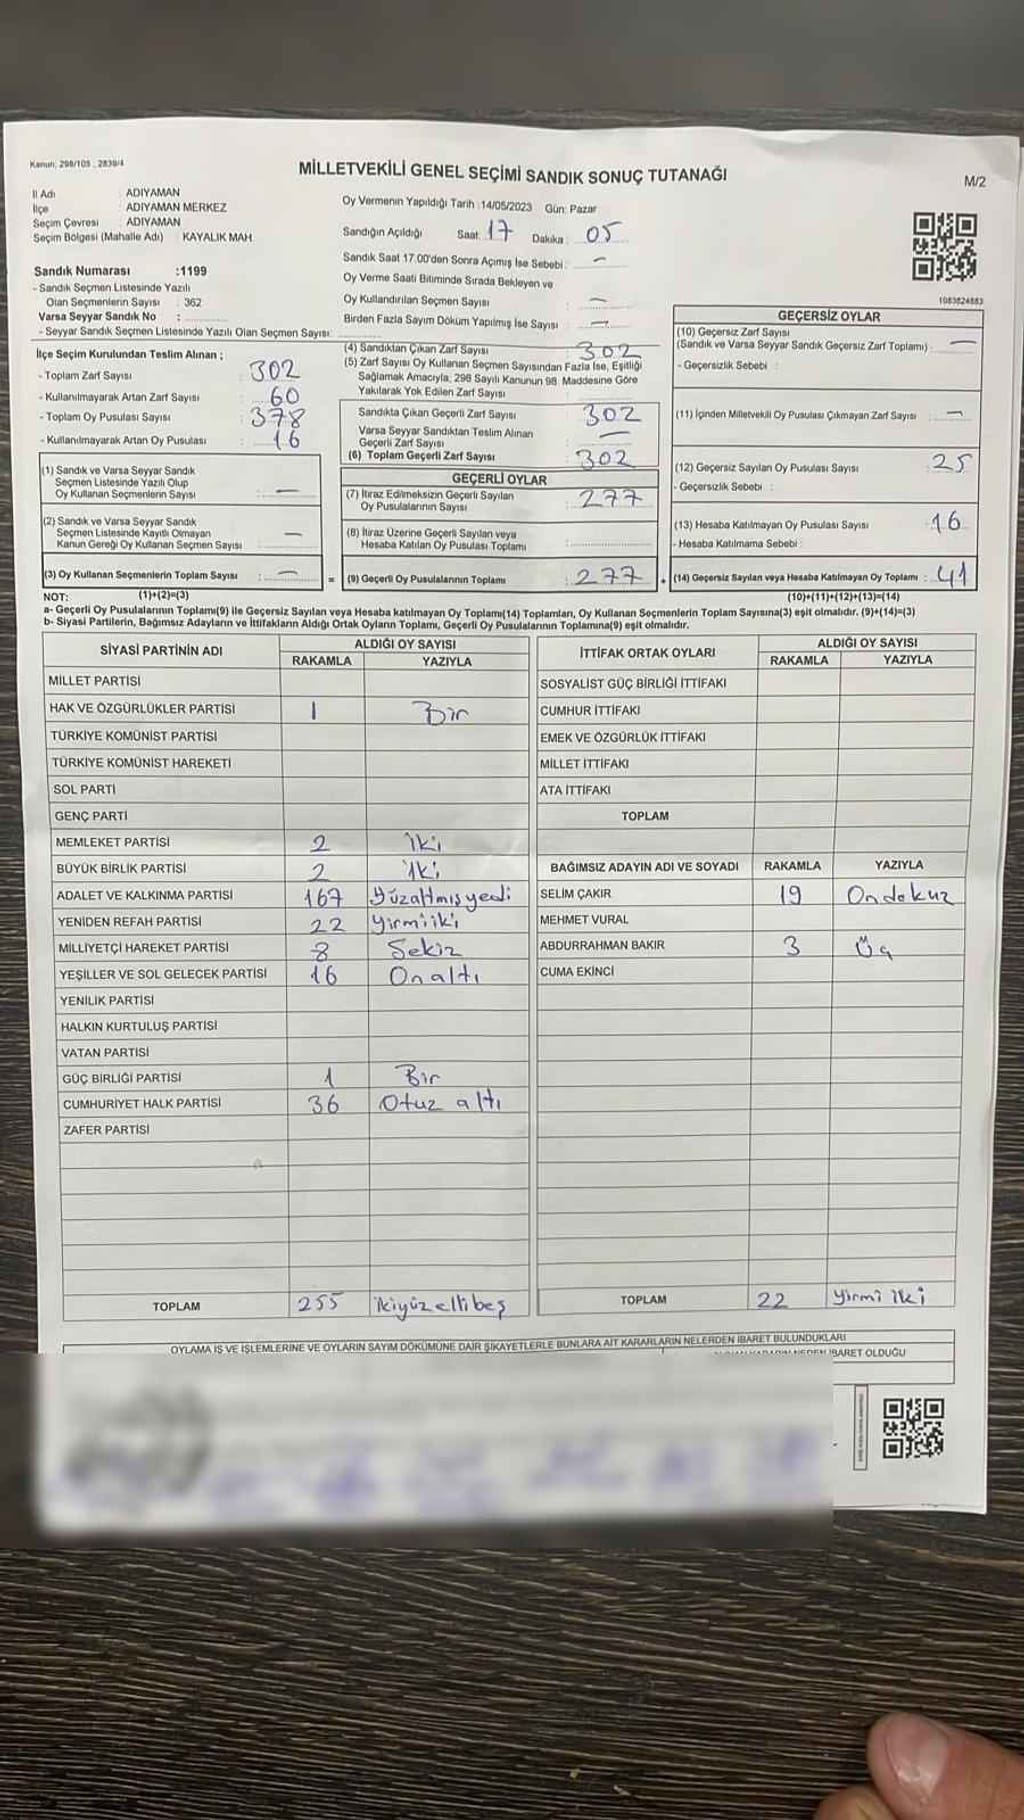 Kanun: 298/105 , 2839/4
MİLLETVEKİLİ GENEL SEÇİMİ SANDIK SONUÇ TUTANAĞI
M/2
İl Adı ADIYAMAN
İlçe ADIYAMAN MERKEZ
Seçim Çevresi ADIYAMAN
Seçim Bölgesi (Mahalle Adı) KAYALIK MAH.
Oy Vermenin Yapıldığı Tarih :14/05/2023 Gün: Pazar
Sandığın Açıldığı Saat: 17 Dakika : 05
Sandık Saat 17.00'den Sonra Açımış İse Sebebi : -
Oy Verme Saati Bitiminde Sırada Bekleyen ve
Oy Kullandırılan Seçmen Sayısı : -
Birden Fazla Sayım Döküm Yapılmış İse Sayısı : -
Sandık Numarası :1199
- Sandık Seçmen Listesinde Yazılı
Olan Seçmenlerin Sayısı : 362
Varsa Seyyar Sandık No :
- Seyyar Sandık Seçmen Listesinde Yazılı Olan Seçmen Sayısı:
1083824883
İlçe Seçim Kurulundan Teslim Alınan ;
- Toplam Zarf Sayısı : 302
- Kullanılmayarak Artan Zarf Sayısı : 60
- Toplam Oy Pusulası Sayısı : 378
- Kullanılmayarak Artan Oy Pusulası : 16
(1) Sandık ve Varsa Seyyar Sandık
Seçmen Listesinde Yazılı Olup
Oy Kullanan Seçmenlerin Sayısı : -
(2) Sandık ve Varsa Seyyar Sandık
Seçmen Listesinde Kayıtlı Olmayan
Kanun Gereği Oy Kullanan Seçmen Sayısı : -
(3) Oy Kullanan Seçmenlerin Toplam Sayısı : - =
(4) Sandıktan Çıkan Zarf Sayısı : 302
(5) Zarf Sayısı Oy Kullanan Seçmen Sayısından Fazla İse, Eşitliği
Sağlamak Amacıyla, 298 Sayılı Kanunun 98. Maddesine Göre
Yakılarak Yok Edilen Zarf Sayısı :
Sandıkta Çıkan Geçerli Zarf Sayısı : 302
Varsa Seyyar Sandıktan Teslim Alınan
Geçerli Zarf Sayısı : -
(6) Toplam Geçerli Zarf Sayısı : 302
GEÇERLİ OYLAR
(7) İtiraz Edilmeksizin Geçerli Sayılan
Oy Pusulalarının Sayısı : 277
(8) İtiraz Üzerine Geçerli Sayılan veya
Hesaba Katılan Oy Pusulası Toplamı :
(9) Geçerli Oy Pusulalarının Toplamı : 277
GEÇERSİZ OYLAR
(10) Geçersiz Zarf Sayısı
(Sandık ve Varsa Seyyar Sandık Geçersiz Zarf Toplamı) : -
- Geçersizlik Sebebi :
(11) İçinden Milletvekili Oy Pusulası Çıkmayan Zarf Sayısı : -
(12) Geçersiz Sayılan Oy Pusulası Sayısı : 25
- Geçersizlik Sebebi :
(13) Hesaba Katılmayan Oy Pusulası Sayısı 16
- Hesaba Katılmama Sebebi :
(14) Geçersiz Sayılan veya Hesaba Katılmayan Oy Toplamı : 41
NOT: (1)+(2)=(3) (10)+(11)+(12)+(13)=(14)
a- Geçerli Oy Pusulalarının Toplamı(9) ile Geçersiz Sayılan veya Hesaba katılmayan Oy Toplamı(14) Toplamları, Oy Kullanan Seçmenlerin Toplam Sayısına(3) eşit olmalıdır. (9)+(14)=(3)
b- Siyasi Partilerin, Bağımsız Adayların ve İttifakların Aldığı Ortak Oyların Toplamı, Geçerli Oy Pusulalarının Toplamına(9) eşit olmalıdır.
SİYASİ PARTİNİN ADI ALDIĞI OY SAYISI
RAKAMLA YAZIYLA
MİLLET PARTİSİ
HAK VE ÖZGÜRLÜKLER PARTİSİ 1 Bir
TÜRKİYE KOMÜNİST PARTİSİ
TÜRKİYE KOMÜNİST HAREKETİ
SOL PARTİ
GENÇ PARTİ
MEMLEKET PARTİSİ 2 İki
BÜYÜK BİRLİK PARTİSİ 2 İki
ADALET VE KALKINMA PARTİSİ 167 Yüzaltmışyedi
YENİDEN REFAH PARTİSİ 22 Yirmiiki
MİLLİYETÇİ HAREKET PARTİSİ 8 Sekiz
YEŞİLLER VE SOL GELECEK PARTİSİ 16 Onaltı
YENİLİK PARTİSİ
HALKIN KURTULUŞ PARTİSİ
VATAN PARTİSİ
GÜÇ BİRLİĞİ PARTİSİ 1 Bir
CUMHURİYET HALK PARTİSİ 36 Otuz altı
ZAFER PARTİSİ
TOPLAM 255 ikiyüzellibeş
İTTİFAK ORTAK OYLARI ALDIĞI OY SAYISI
RAKAMLA YAZIYLA
SOSYALİST GÜÇ BİRLİĞİ İTTİFAKI
CUMHUR İTTİFAKI
EMEK VE ÖZGÜRLÜK İTTİFAKI
MİLLET İTTİFAKI
ATA İTTİFAKI
TOPLAM
BAĞIMSIZ ADAYIN ADI VE SOYADI RAKAMLA YAZIYLA
SELİM ÇAKIR 19 Ondokuz
MEHMET VURAL
ABDURRAHMAN BAKIR 3 Üç
CUMA EKİNCİ
TOPLAM 22 yirmi iki
OYLAMA İŞ VE İŞLEMLERİNE VE OYLARIN SAYIM DÖKÜMÜNE DAİR ŞİKAYETLERLE BUNLARA AİT KARARLARIN NELERDEN İBARET BULUNDUKLARI
İBARET OLDUĞU